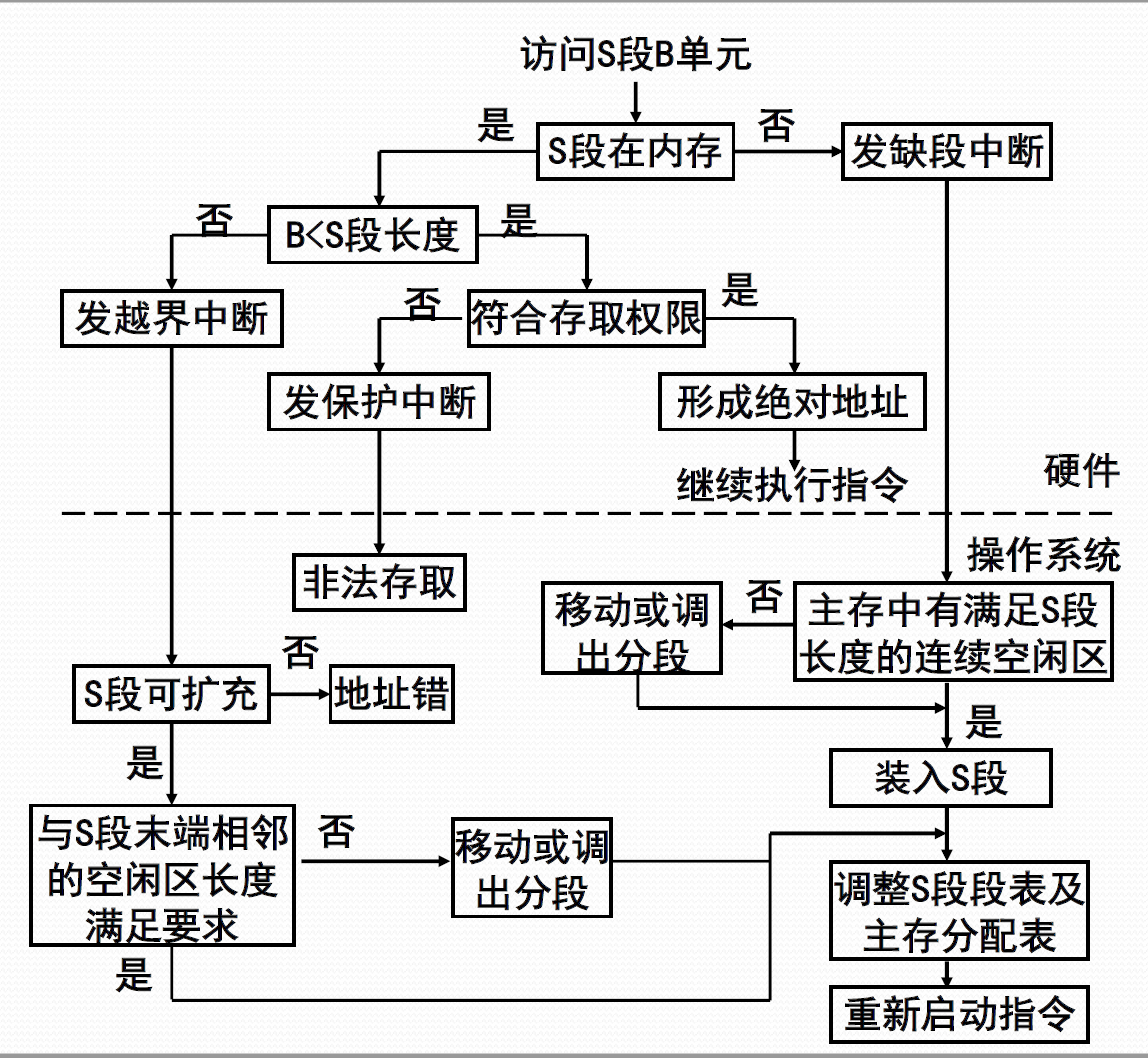 访问S段B单元
是
否
S段在内存
发缺段中断
否
B<S段长度
是
发越界中断
否
符合存取权限
是
发保护中断
形成绝对地址
继续执行指令
硬件
操作系统
非法存取
移动或调
出分段
否
主存中有满足S段
长度的连续空闲区
S段可扩充
否
地址错
是
是
装入S段
与S段末端相邻
的空闲区长度
满足要求
否
移动或调
出分段
调整S段段表及
主存分配表
是
重新启动指令